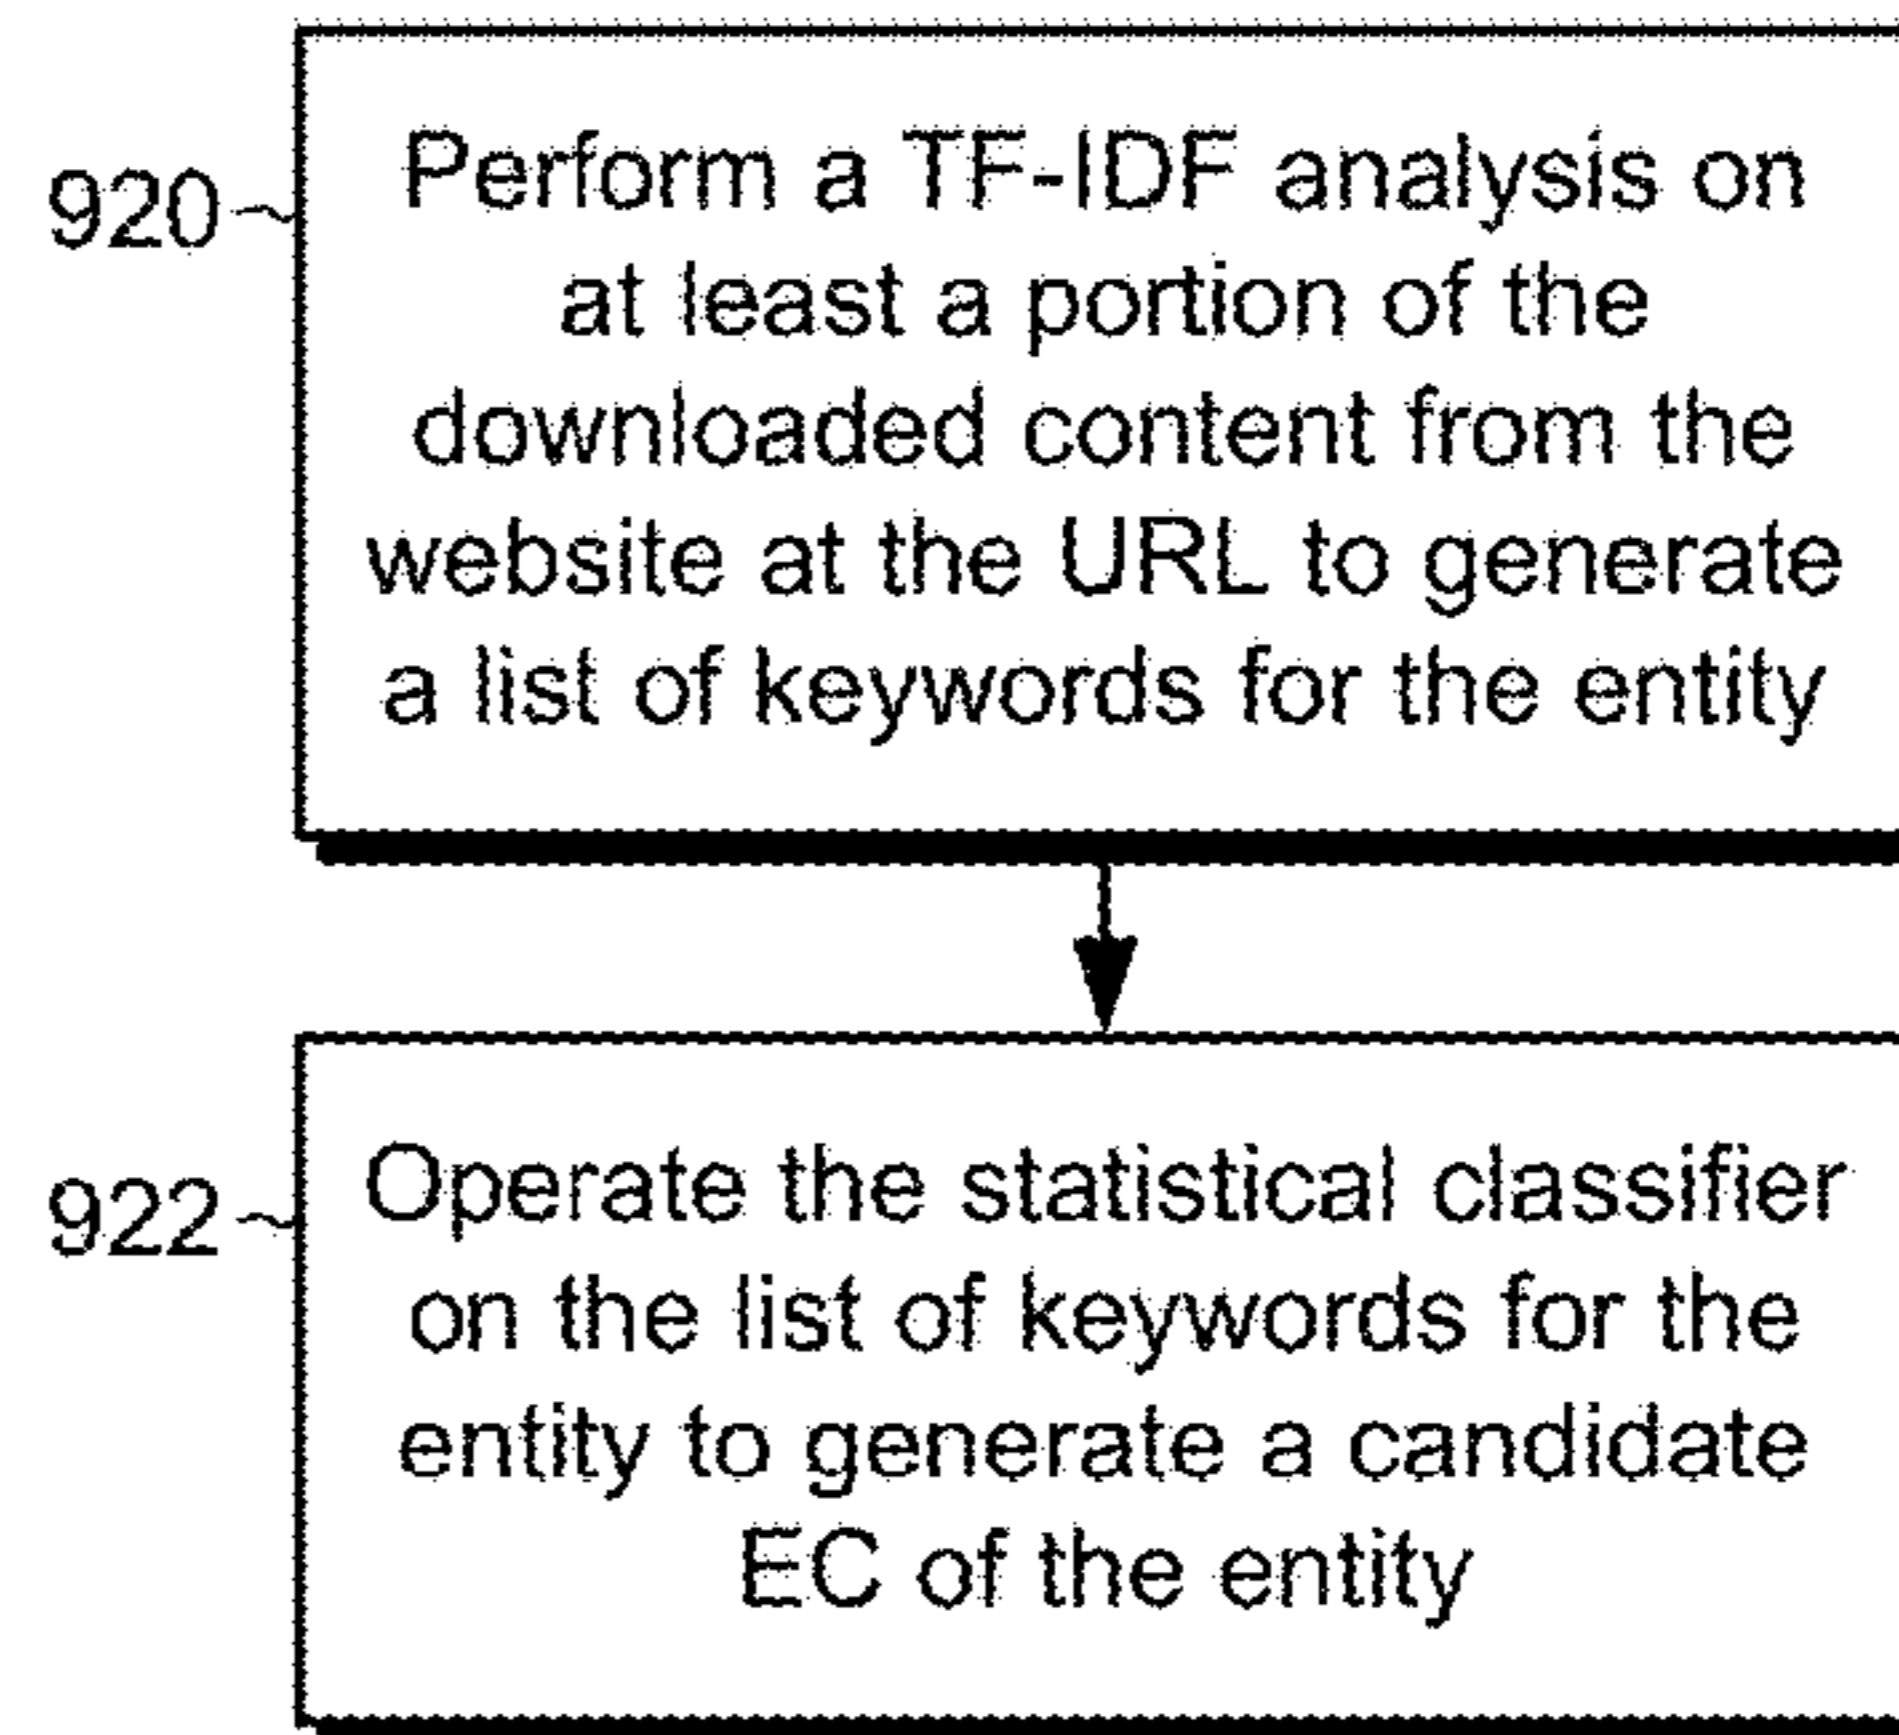 920
Perform a TF-IDF analysis on
at least a portion of the
downloaded content from the
website at the URL to generate
a list of keywords for the entity
922
Operate the statistical classifier
on the list of keywords for the
entity to generate a candidate
EC of the entity